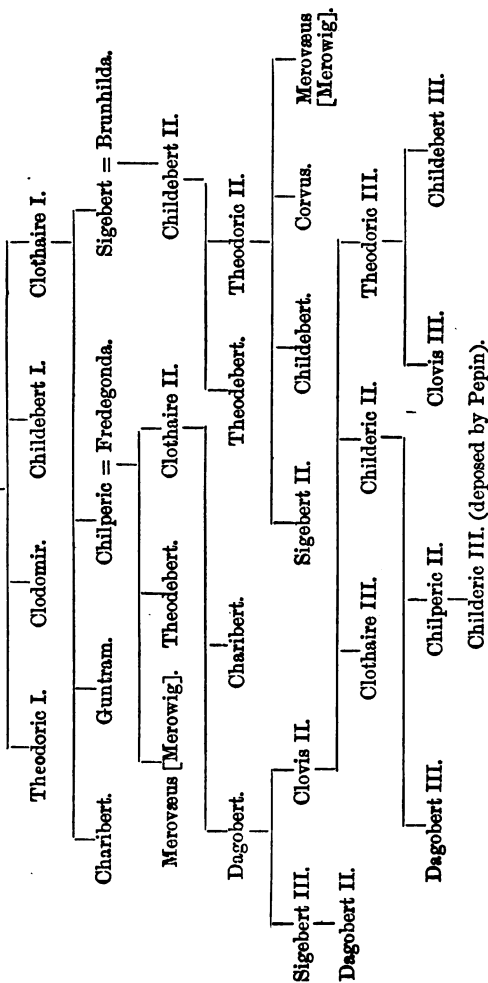 Theodoric I. Clodomir. Childebert I. Clothaire I.
Charibert. Guntram. Chilperic = Fredegonda. Sigebert = Brunhilda.
Merovæus [Merowig]. Theodebert. Clothaire II. Childebert II.
Dagobert. Charibert. Theodebert. Theodoric II.
Sigebert III. Clovis II. Sigebert II. Childebert. Corvus. Merovæus
[Merowig].
Dagobert II.
Clothaire III. Childeric II. Theodoric III.
Dagobert III. Chilperic II. Clovis III. Childebert III.
Childeric III. (deposed by Pepin).